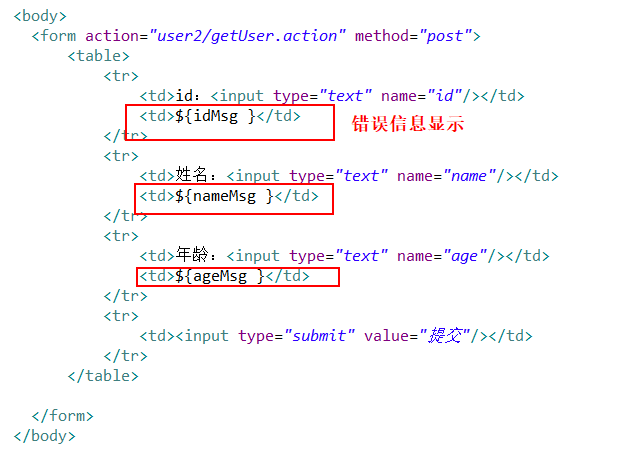 <body>
<form action="user2/getUser.action" method="post">
<table>
<tr>
<td>id：<input type="text" name="id"/></td>
<td>${idMsg }</td> 错误信息显示
</tr>
<tr>
<td>姓名：<input type="text" name="name"/></td>
<td>${nameMsg }</td>
</tr>
<tr>
<td>年龄：<input type="text" name="age"/></td>
<td>${ageMsg }</td>
</tr>
<tr>
<td><input type="submit" value="提交"/></td>
</tr>
</table>
</form>
</body>